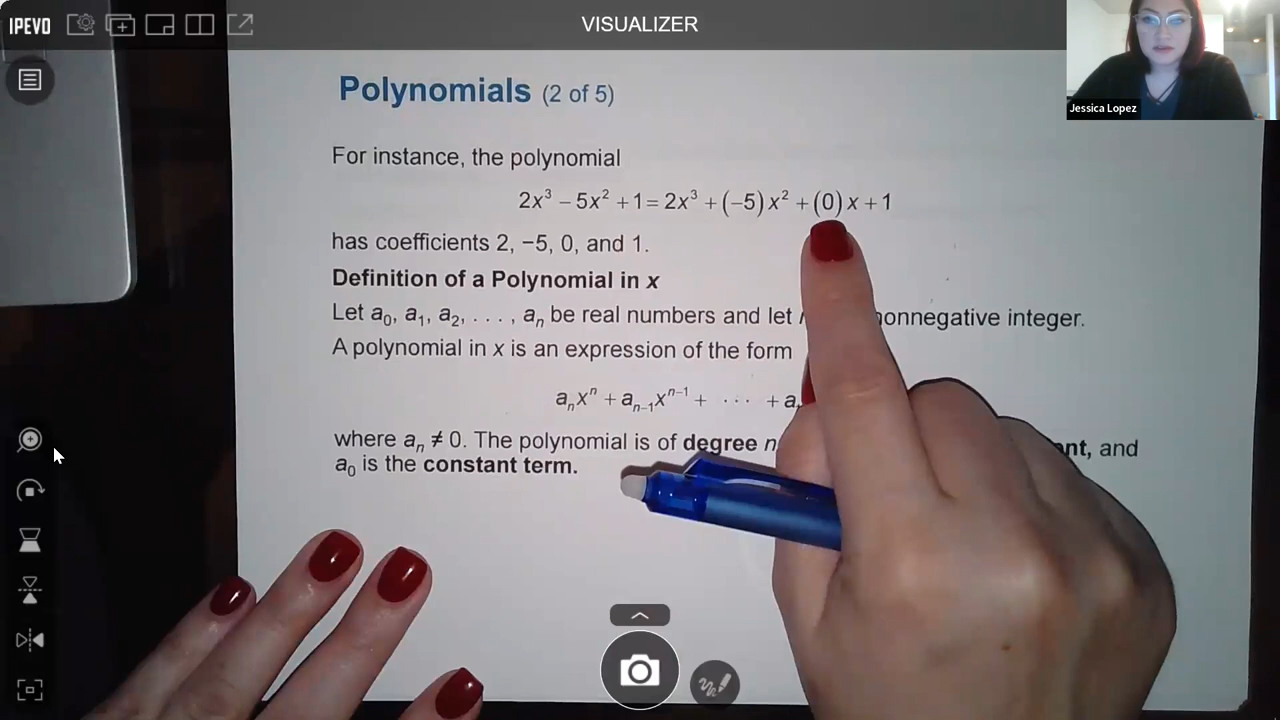 IPEVO
VISUALIZER
Jessica Lopez
Polynomials (2 of 5)
For instance, the polynomial
2x³ − 5x² + 1 = 2x³ + (−5)x² + (0)x + 1
has coefficients 2, −5, 0, and 1.
Definition of a Polynomial in x
Let a₀, a₁, a₂, . . . , aₙ be real numbers and let nonnegative integer.
A polynomial in x is an expression of the form
aₙxⁿ + aₙ₋₁xⁿ⁻¹ + ⋯ + a
where aₙ ≠ 0. The polynomial is of degree n and
a₀ is the constant term.